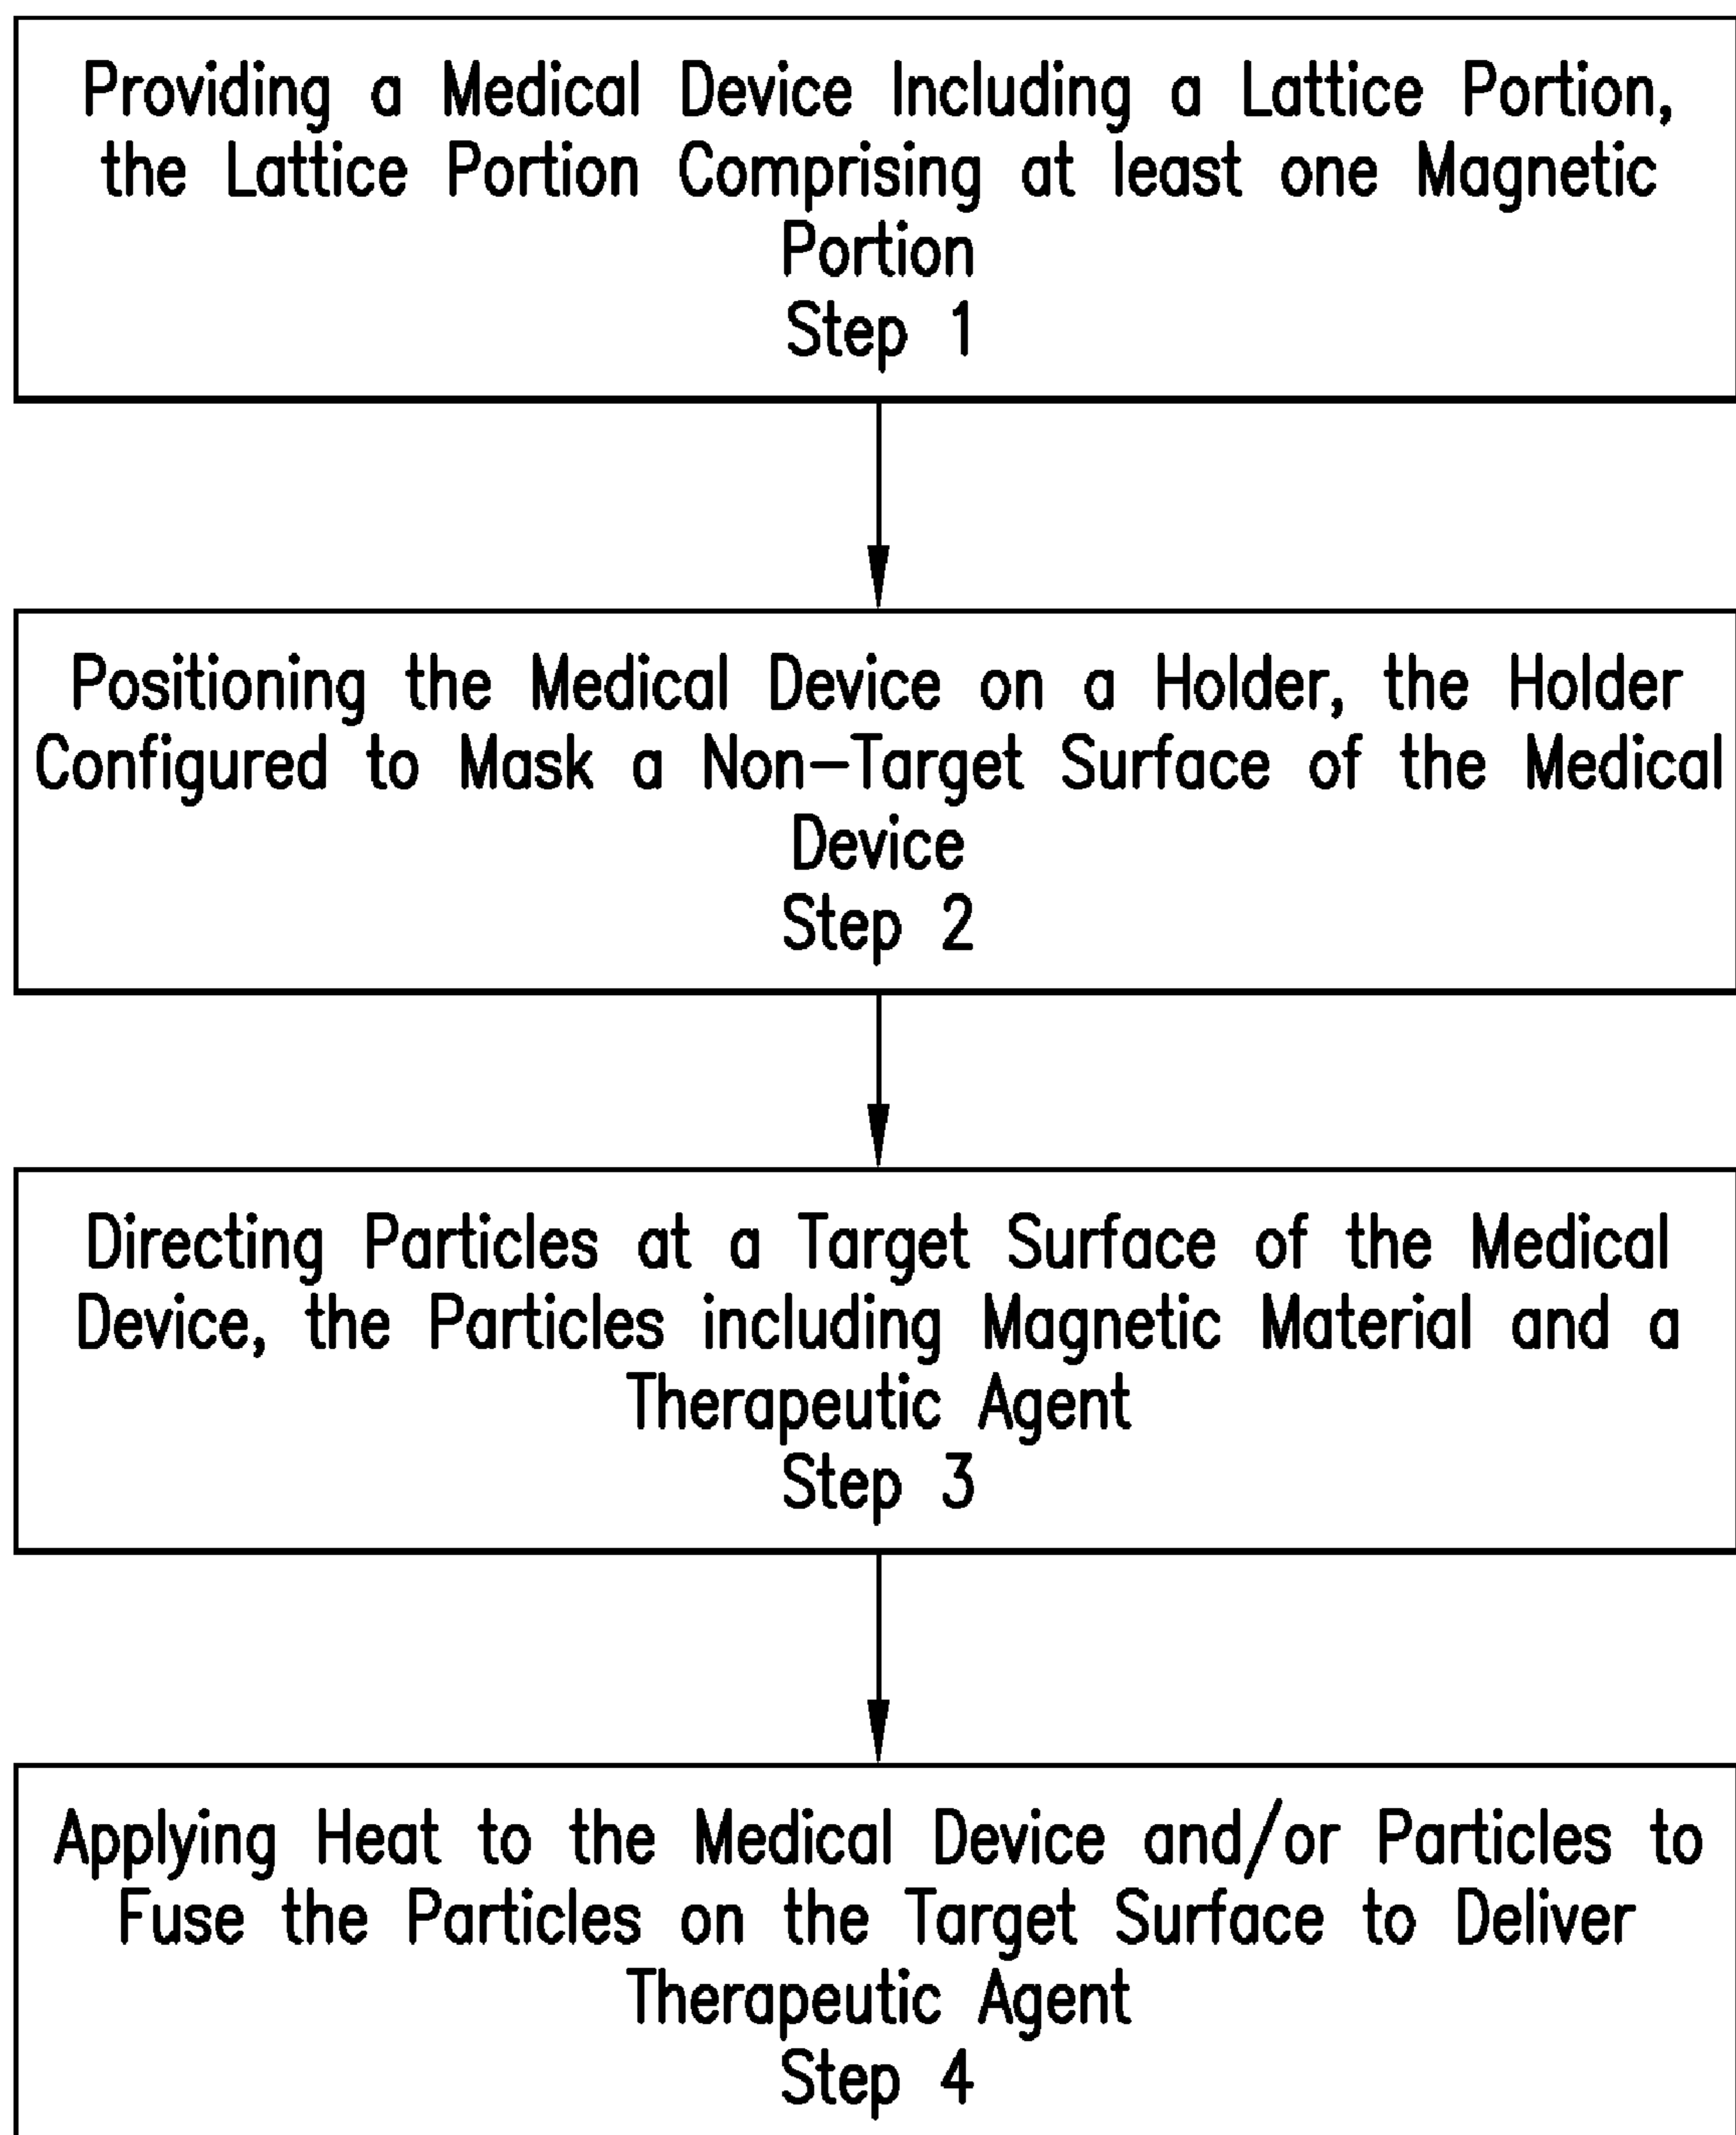 Providing a Medical Device Including a Lattice Portion,
the Lattice Portion Comprising at least one Magnetic
Portion
Step 1
Positioning the Medical Device on a Holder, the Holder
Configured to Mask a Non-Target Surface of the Medical
Device
Step 2
Directing Particles at a Target Surface of the Medical
Device, the Particles including Magnetic Material and a
Therapeutic Agent
Step 3
Applying Heat to the Medical Device and/or Particles to
Fuse the Particles on the Target Surface to Deliver
Therapeutic Agent
Step 4